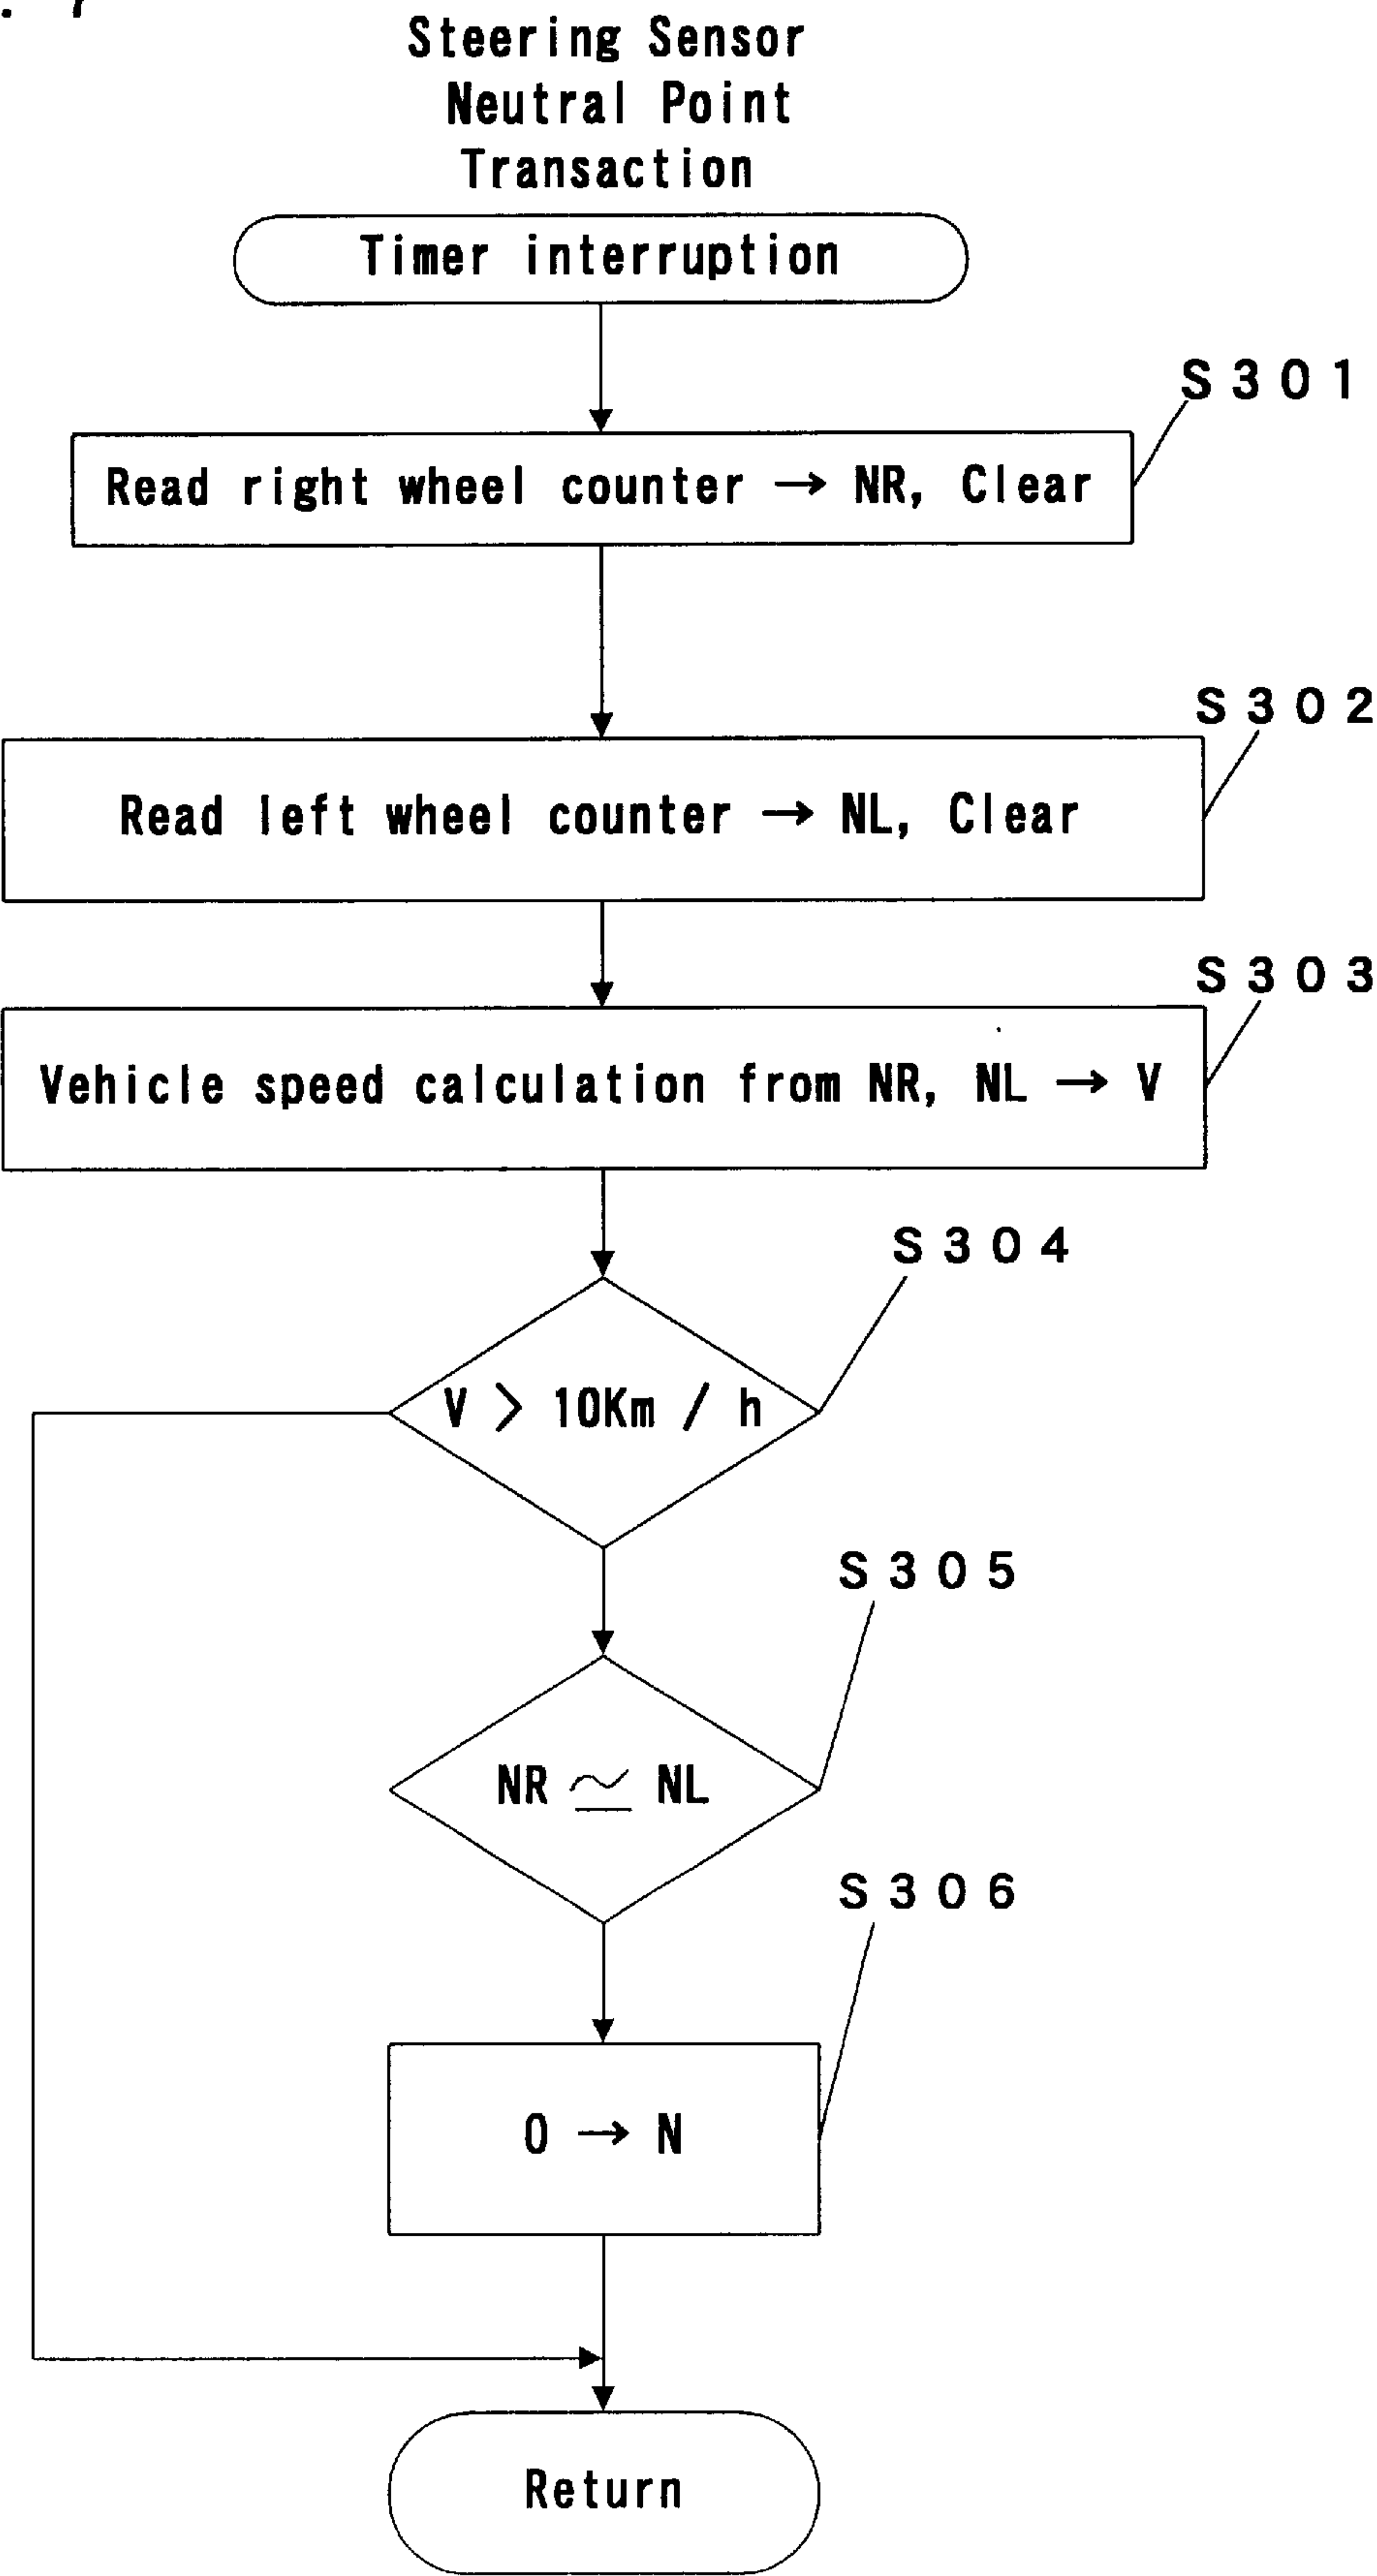 Steering Sensor
Neutral Point
Transaction
Timer interruption
S301
Read right wheel counter → NR, Clear
S302
Read left wheel counter → NL, Clear
S303
Vehicle speed calculation from NR, NL → V
S304
V > 10Km / h
S305
NR ≃ NL
S306
0 → N
Return